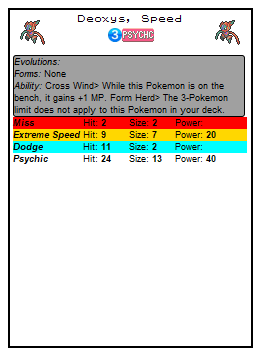 Deoxys, Speed
3 PSYCHC
Evolutions:
Forms: None
Ability: Cross Wind> While this Pokemon is on the
bench, it gains +1 MP. Form Herd> The 3-Pokemon
limit does not apply to this Pokemon in your deck.
Miss Hit: 2 Size: 2 Power:
Extreme Speed Hit: 9 Size: 7 Power: 20
Dodge Hit: 11 Size: 2 Power:
Psychic Hit: 24 Size: 13 Power: 40